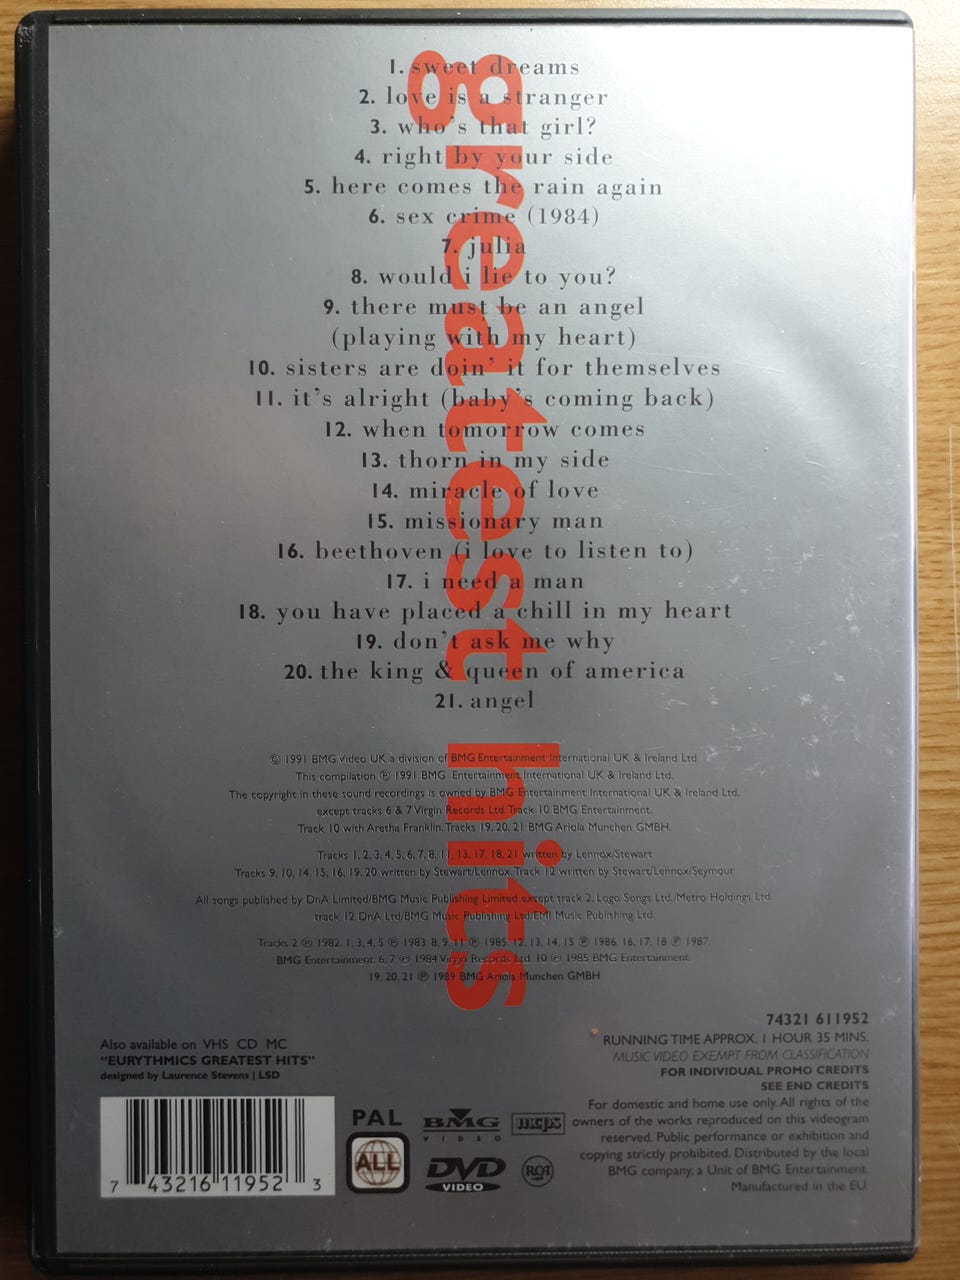 greatest hits
1. sweet dreams
2. love is a stranger
3. who's that girl?
4. right by your side
5. here comes the rain again
6. sex crime (1984)
7. julia
8. would i lie to you?
9. there must be an angel
(playing with my heart)
10. sisters are doin' it for themselves
11. it's alright (baby's coming back)
12. when tomorrow comes
13. thorn in my side
14. miracle of love
15. missionary man
16. beethoven (i love to listen to)
17. i need a man
18. you have placed a chill in my heart
19. don't ask me why
20. the king & queen of america
21. angel
© 1991 BMG Video UK a division of BMG Entertainment International UK & Ireland Ltd
This compilation ℗ 1991 BMG Entertainment International UK & Ireland Ltd.
The copyright in these sound recordings is owned by BMG Entertainment International UK & Ireland Ltd.
except tracks 6 & 7 Virgin Records Ltd. Track 10 BMG Entertainment.
Track 10 with Aretha Franklin. Tracks 19, 20, 21 BMG Ariola Munchen GMBH.
Tracks 1, 2, 3, 4, 5, 6, 7, 8, 11, 13, 17, 18, 21 written by Lennox/Stewart
Tracks 9, 10, 14, 15, 16, 19, 20 written by Stewart/Lennox. Track 12 written by Stewart/Lennox/Seymour
All songs published by DnA Limited/BMG Music Publishing Limited except track 2. Logo Songs Ltd./Metro Holdings Ltd.
track 12 DnA Ltd/BMG Music Publishing Ltd/EMI Music Publishing Ltd.
Tracks 2 ℗ 1982. 1, 3, 4, 5 ℗ 1983. 8, 9, 11 ℗ 1985. 12, 13, 14, 15 ℗ 1986. 16, 17, 18 ℗ 1987.
BMG Entertainment. 6, 7 ℗ 1984 Virgin Records Ltd. 10 ℗ 1985 BMG Entertainment.
19, 20, 21 ℗ 1989 BMG Ariola Munchen GMBH
74321 611952
RUNNING TIME APPROX. 1 HOUR 35 MINS.
MUSIC VIDEO EXEMPT FROM CLASSIFICATION
FOR INDIVIDUAL PROMO CREDITS
SEE END CREDITS
For domestic and home use only. All rights of the
owners of the works reproduced on this videogram
reserved. Public performance or exhibition and
copying strictly prohibited. Distributed by the local
BMG company, a Unit of BMG Entertainment.
Manufactured in the EU
Also available on VHS CD MC
"EURYTHMICS GREATEST HITS"
designed by Laurence Stevens | LSD
7 43216 11952 3
PAL
ALL
BMG
VIDEO
mcps
DVD
VIDEO
RCA